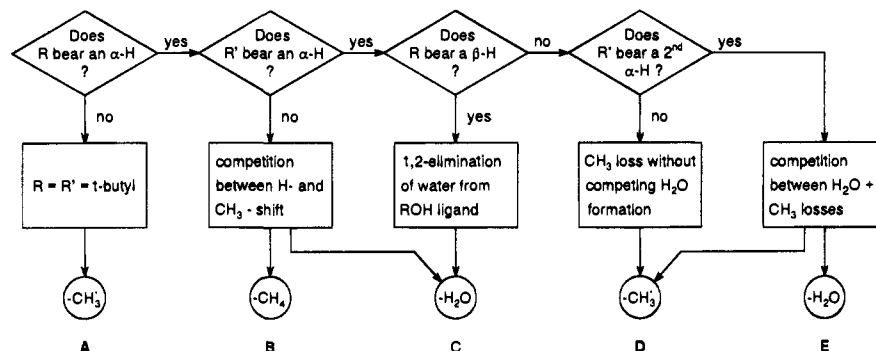 Does
R bear an α-H
?
yes
Does
R' bear an α-H
?
yes
Does
R bear a β-H
?
no
Does
R' bear a 2nd
α-H ?
yes
no
no
yes
no
R = R' = t-butyl
competition
between H- and
CH3 - shift
1,2-elimination
of water from
ROH ligand
CH3 loss without
competing H2O
formation
competition
between H2O +
CH3 losses
-CH3•
-CH4
-H2O
-CH3•
-H2O
A
B
C
D
E